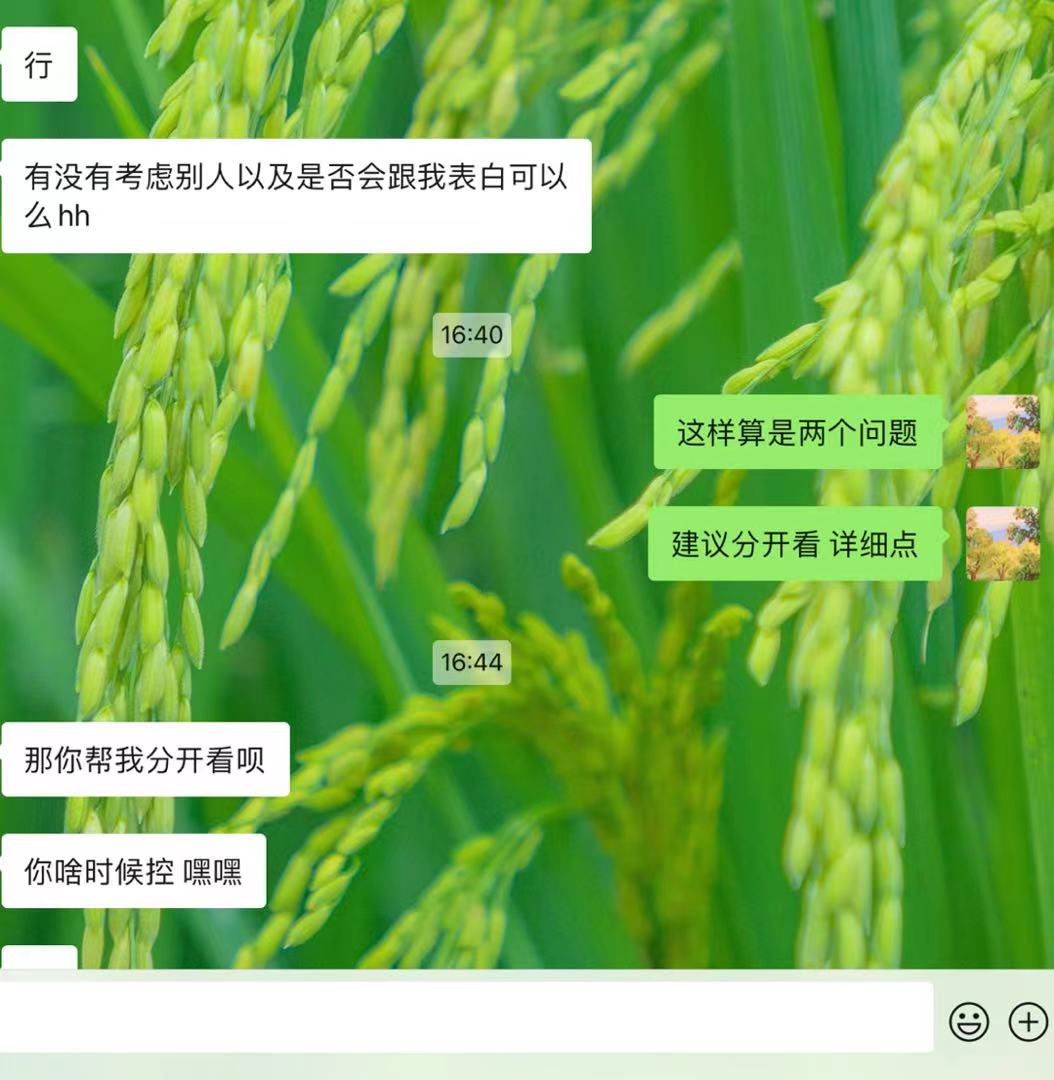 行
有没有考虑别人以及是否会跟我表白可以
么hh
16:40
这样算是两个问题
建议分开看 详细点
16:44
那你帮我分开看呗
你啥时候控 嘿嘿